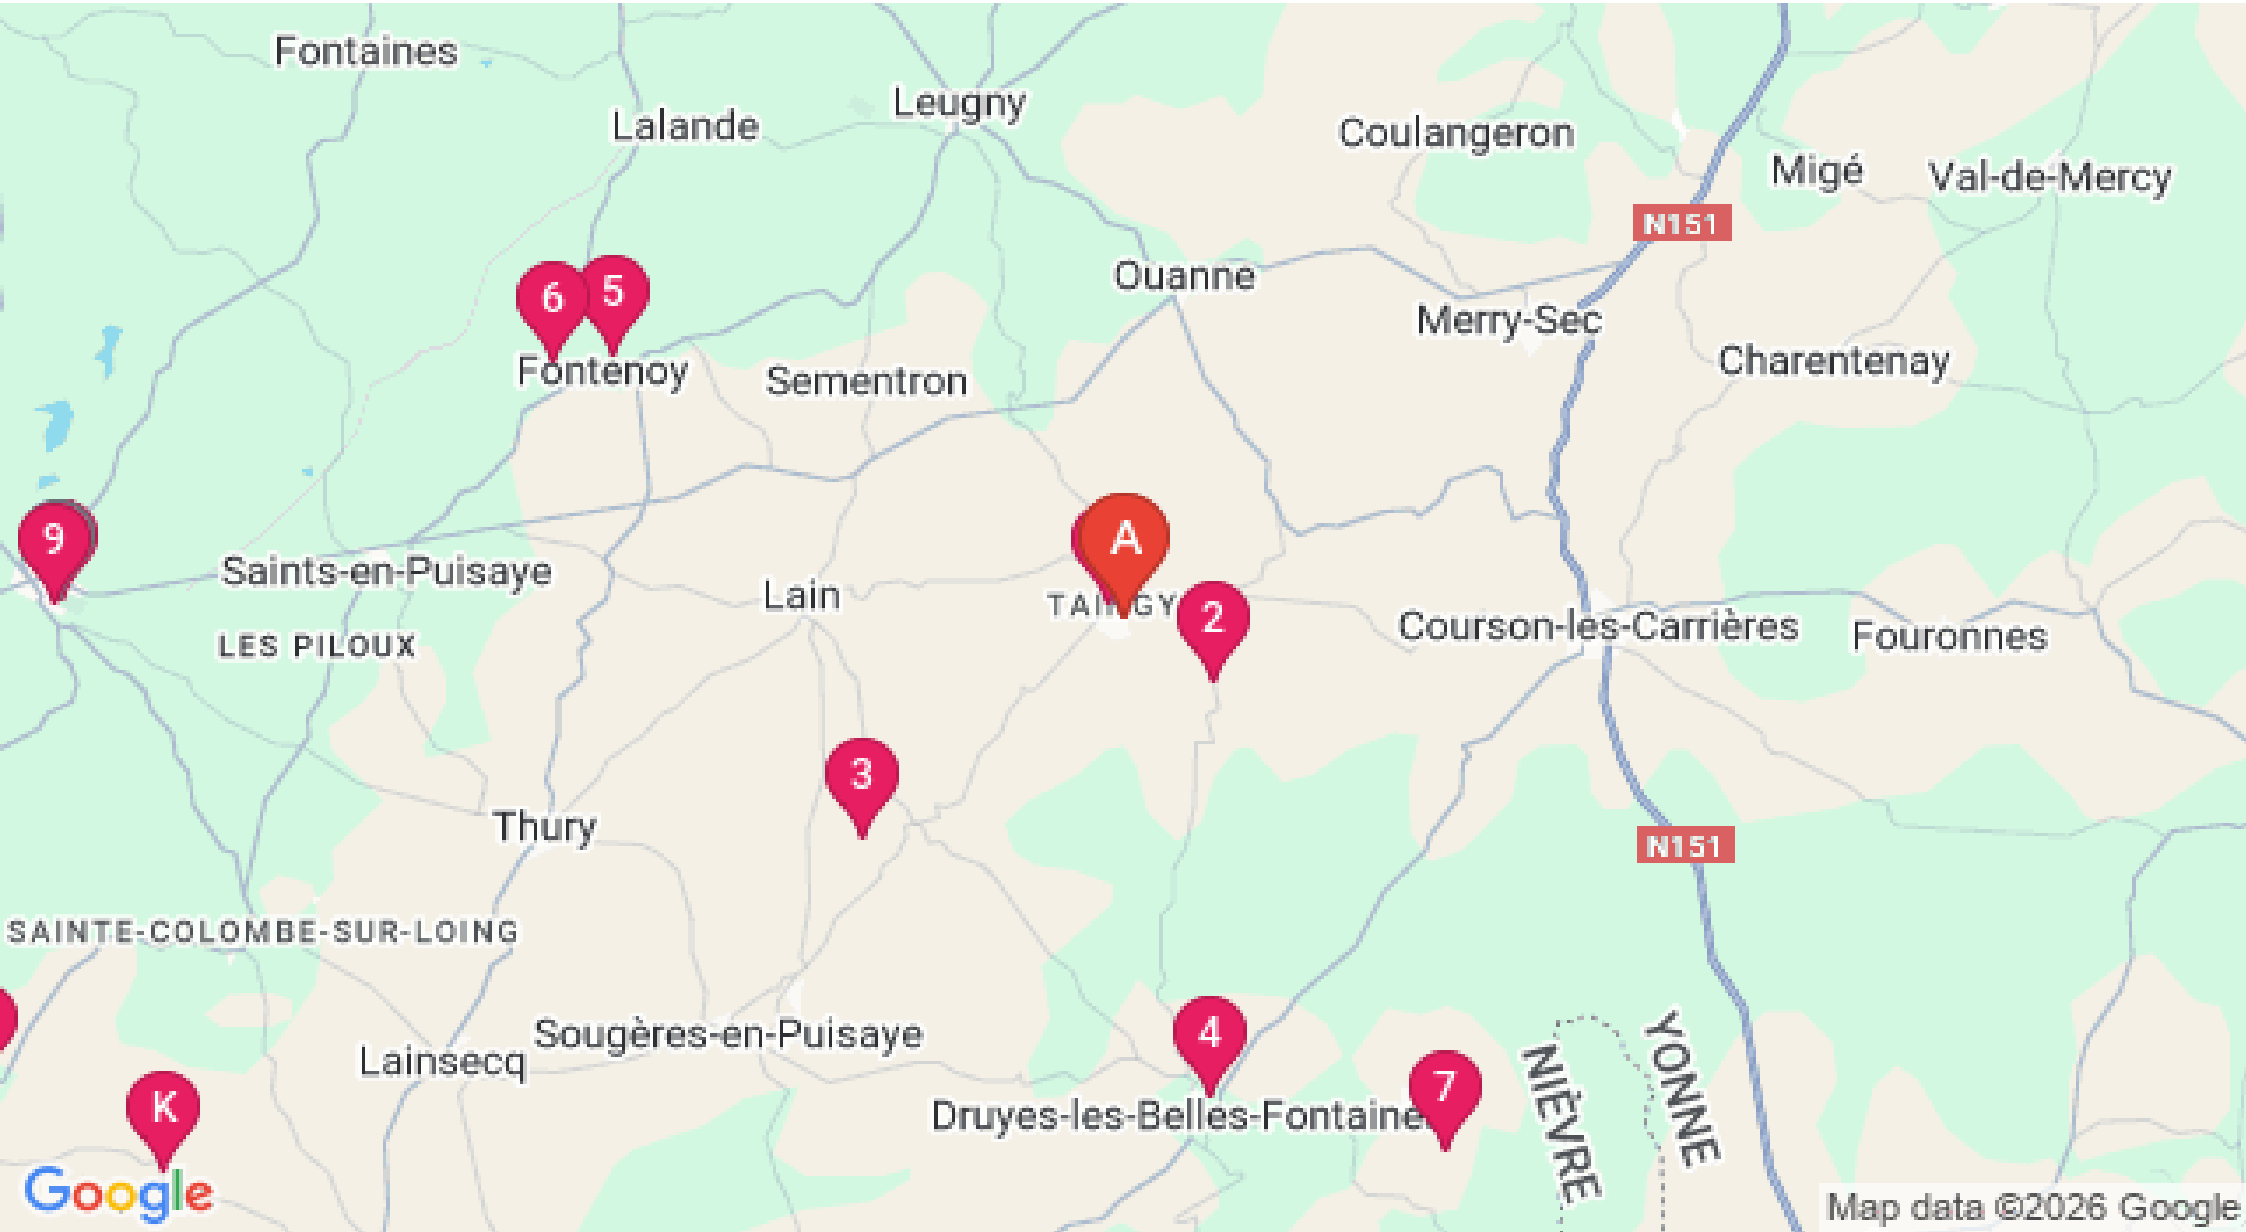 Fontaines
Leugny
Lalande
Coulangeron
Migé
Val-de-Mercy
N151
Ouanne
6
5
Merry-Sec
Charentenay
Fontenoy
Sementron
9
A
Saints-en-Puisaye
Lain
TAINGY
2
Courson-les-Carrières
Fouronnes
LES PILOUX
3
Thury
N151
SAINTE-COLOMBE-SUR-LOING
Sougères-en-Puisaye
4
Lainsecq
NIÈVRE
YONNE
7
K
Druyes-les-Belles-Fontaine
Google
Map data ©2026 Google